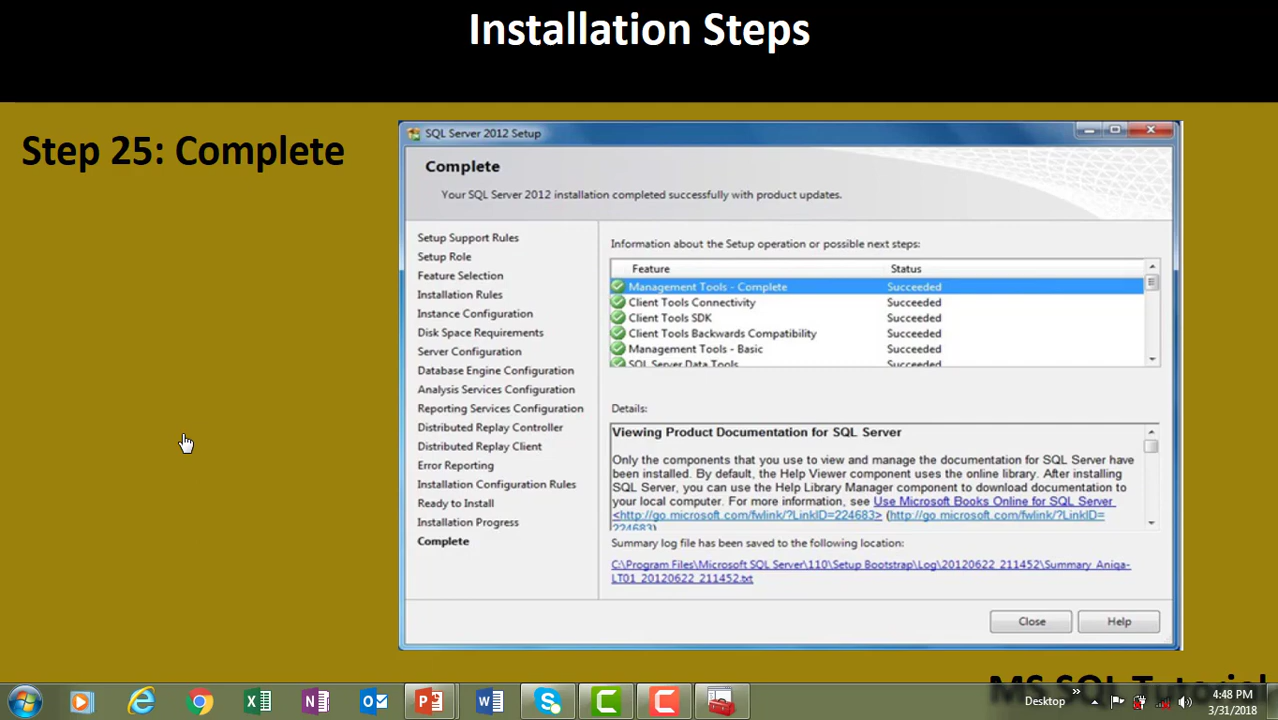 Installation Steps
Step 25: Complete
SQL Server 2012 Setup
Complete
Your SQL Server 2012 installation completed successfully with product updates.
Setup Support Rules
Setup Role
Feature Selection
Installation Rules
Instance Configuration
Disk Space Requirements
Server Configuration
Database Engine Configuration
Analysis Services Configuration
Reporting Services Configuration
Distributed Replay Controller
Distributed Replay Client
Error Reporting
Installation Configuration Rules
Ready to Install
Installation Progress
Complete
Information about the Setup operation or possible next steps:
Feature Status
Management Tools - Complete Succeeded
Client Tools Connectivity Succeeded
Client Tools SDK Succeeded
Client Tools Backwards Compatibility Succeeded
Management Tools - Basic Succeeded
SQL Server Data Tools Succeeded
Details:
Viewing Product Documentation for SQL Server
Only the components that you use to view and manage the documentation for SQL Server have
been installed. By default, the Help Viewer component uses the online library. After installing
SQL Server, you can use the Help Library Manager component to download documentation to
your local computer. For more information, see Use Microsoft Books Online for SQL Server
<http://go.microsoft.com/fwlink/?LinkID=224683> (http://go.microsoft.com/fwlink/?LinkID=
224683)
Summary log file has been saved to the following location:
C:\Program Files\Microsoft SQL Server\110\Setup Bootstrap\Log\20120622_211452\Summary_Aniqa-
LT01_20120622_211452.txt
Close Help
MS SQL Tutorial
Desktop
4:48 PM
3/31/2018